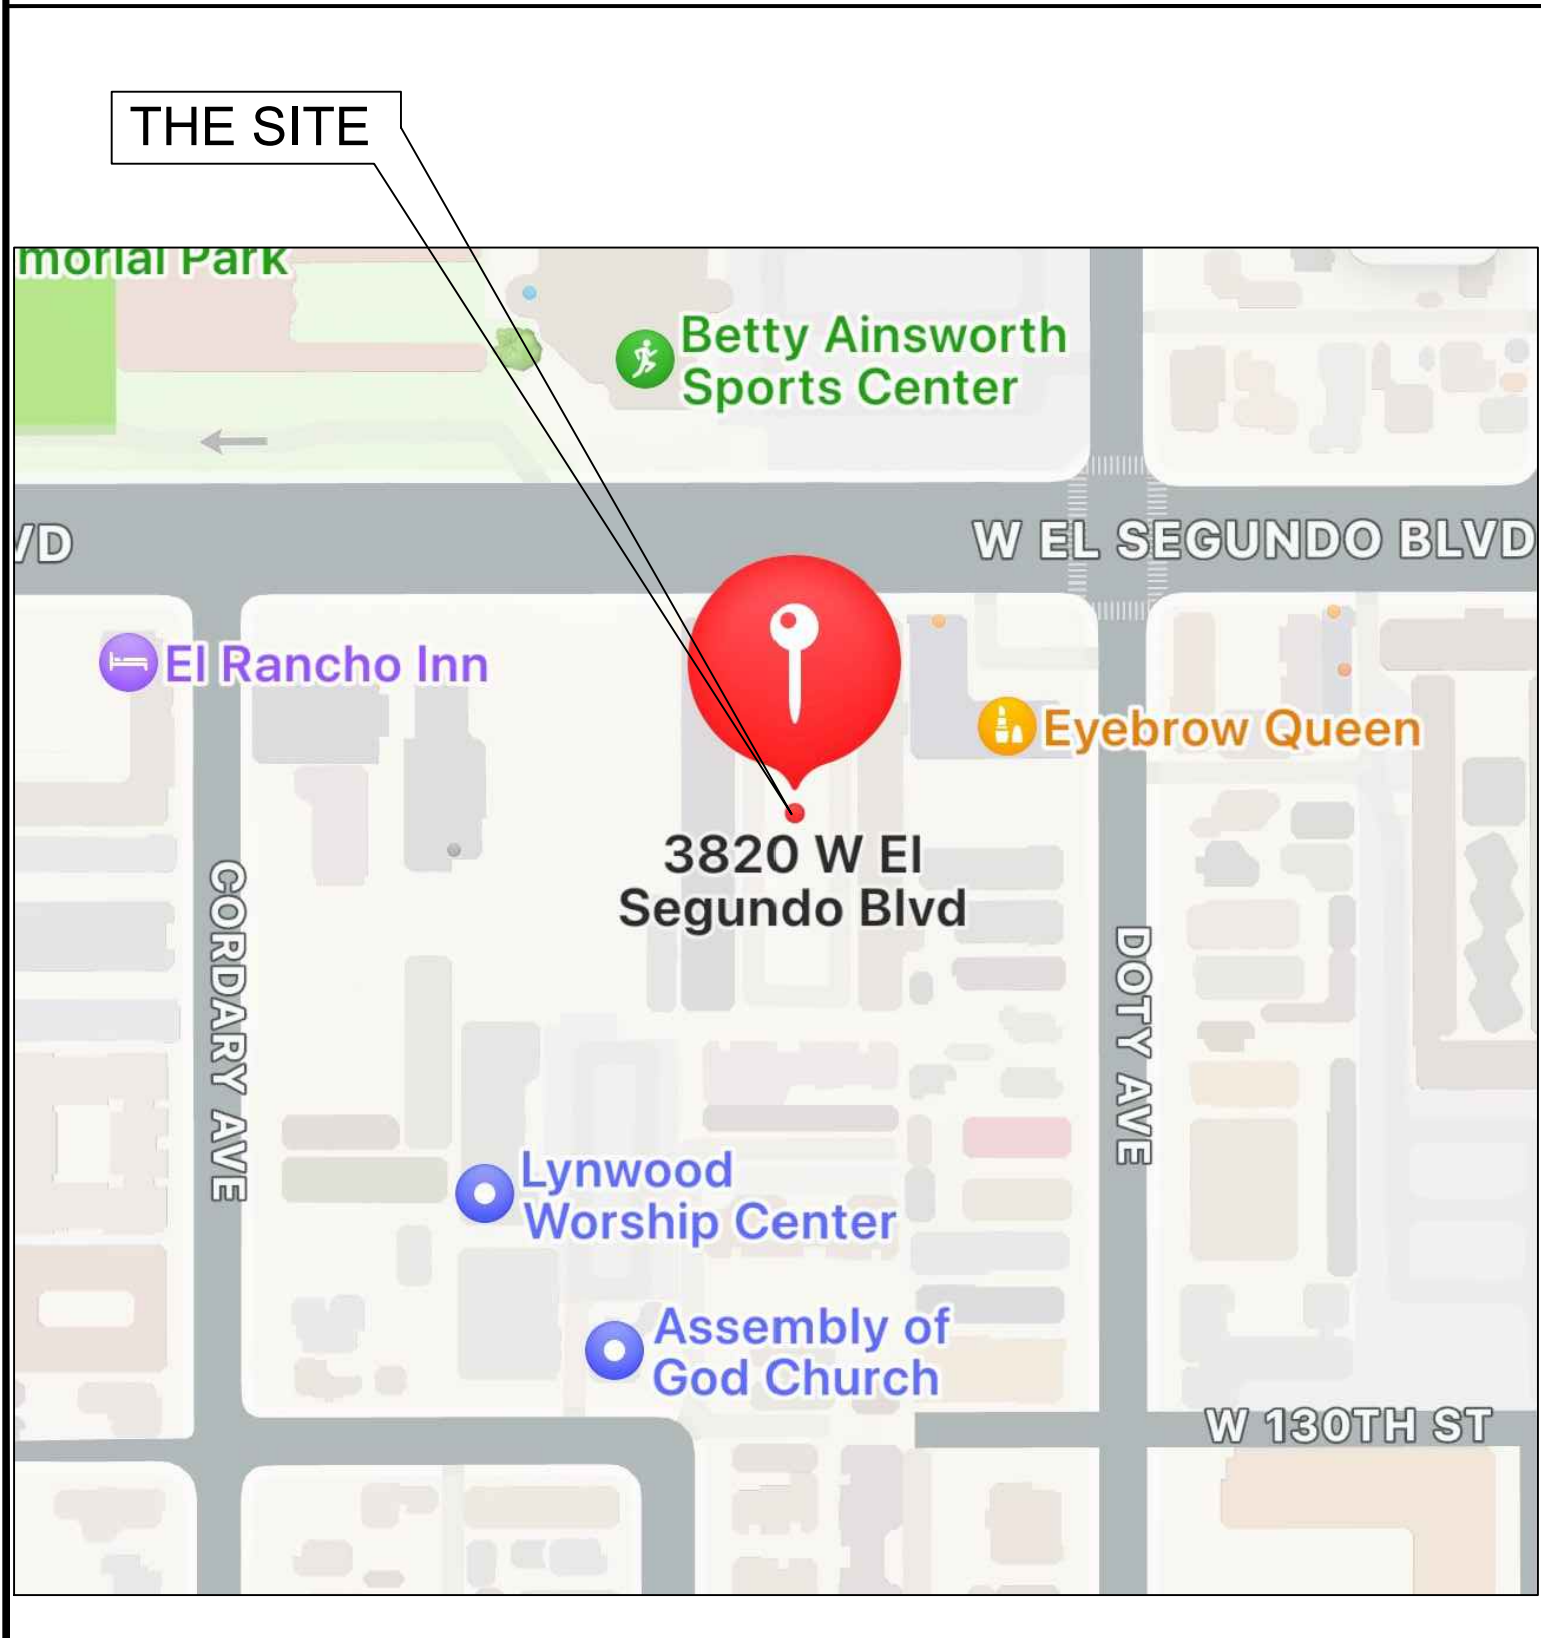 THE SITE
morial Park
Betty Ainsworth
Sports Center
VD
W EL SEGUNDO BLVD
El Rancho Inn
Eyebrow Queen
3820 W El
Segundo Blvd
CORDARY AVE
DOTY AVE
Lynwood
Worship Center
Assembly of
God Church
W 130TH ST